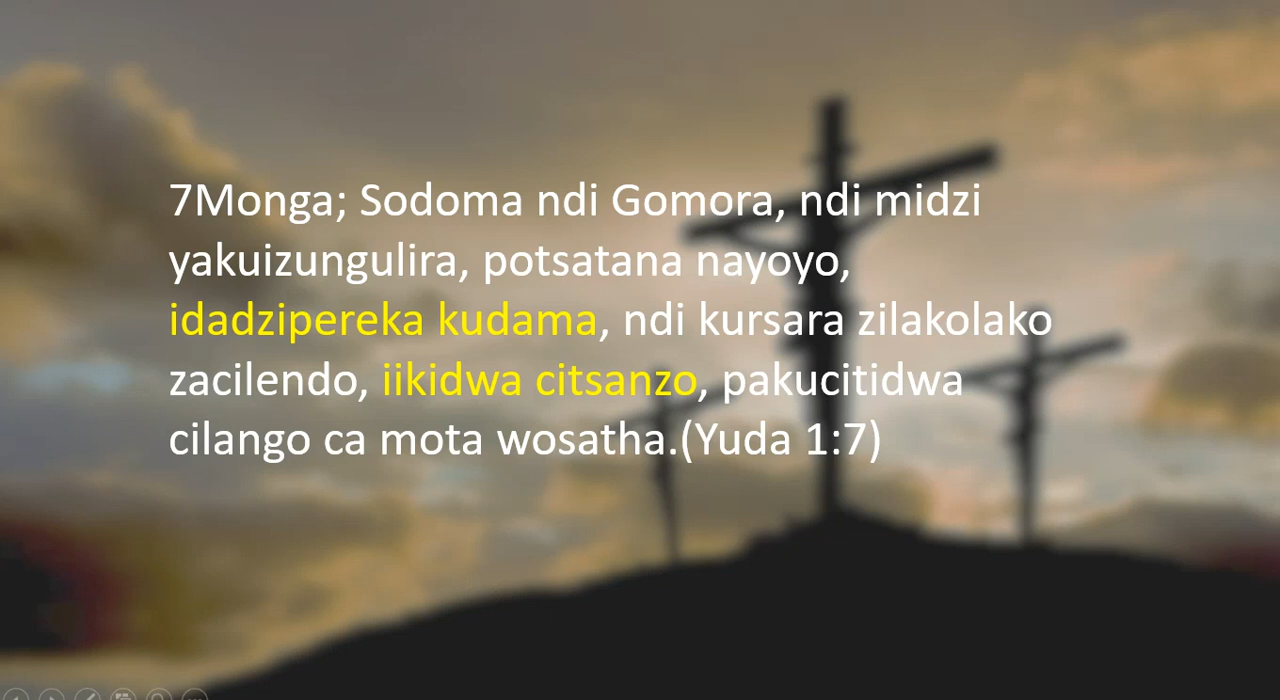 7Monga; Sodoma ndi Gomora, ndi midzi
yakuizungulira, potsatana nayoyo,
idadzipereka kudama, ndi kursara zilakolako
zacilendo, iikidwa citsanzo, pakucitidwa
cilango ca mota wosatha.(Yuda 1:7)